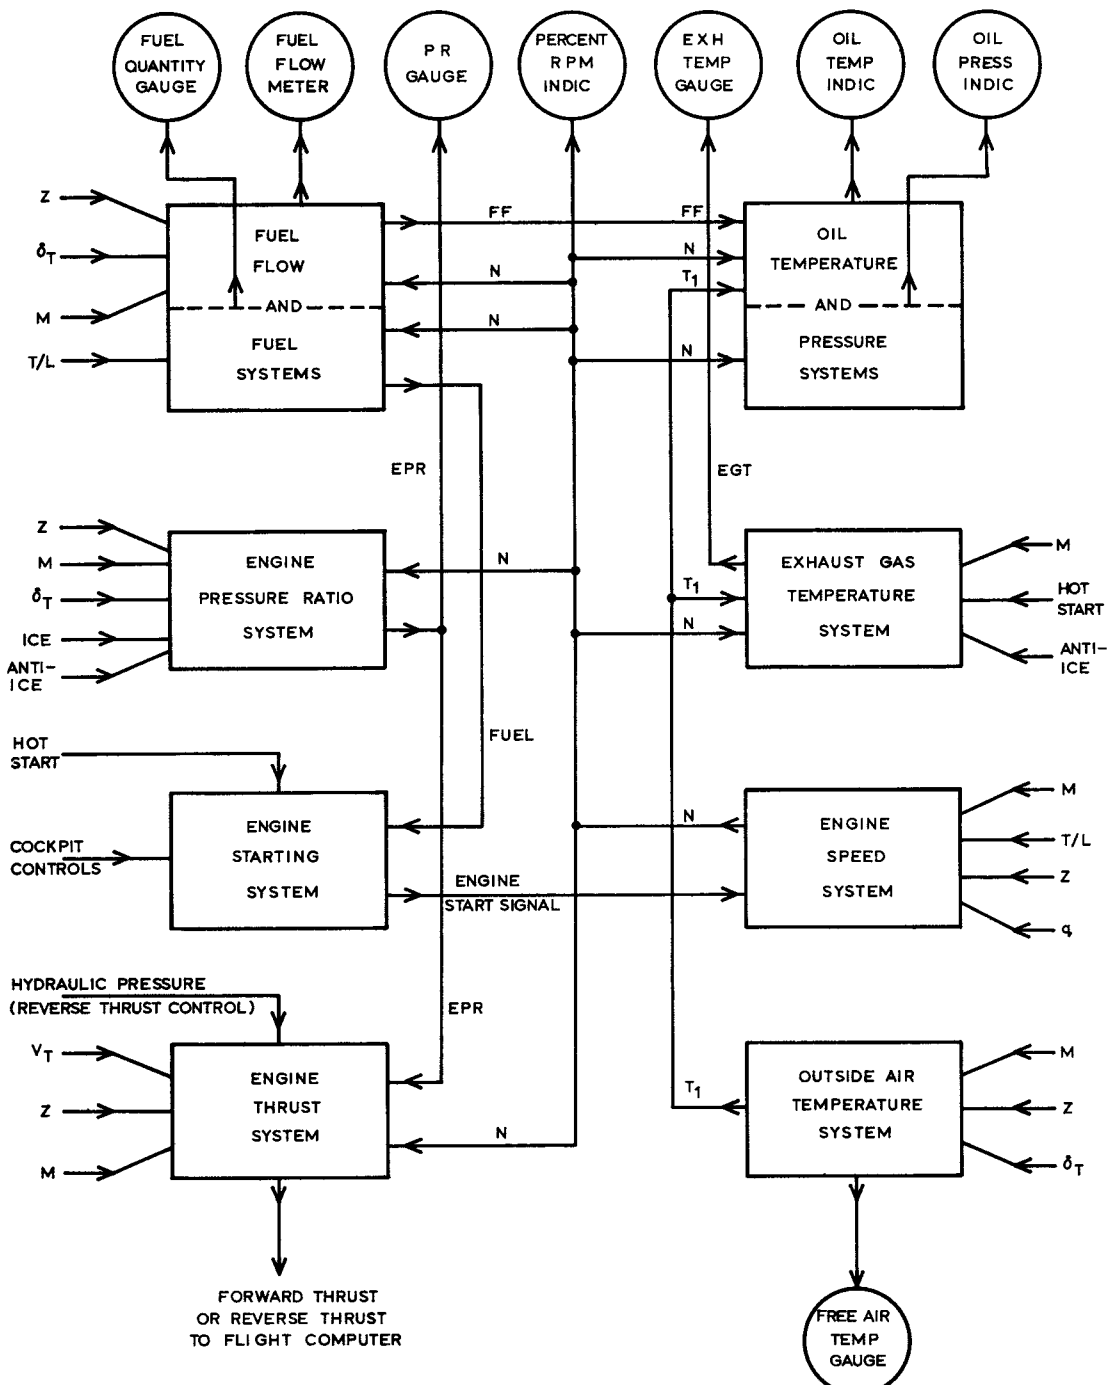 FUEL
QUANTITY
GAUGE
FUEL
FLOW
METER
PR
GAUGE
PERCENT
RPM
INDIC
EXH
TEMP
GAUGE
OIL
TEMP
INDIC
OIL
PRESS
INDIC
Z
δT
M
T/L
FUEL
FLOW
AND
FUEL
SYSTEMS
FF
FF
N
N
N
T1
N
OIL
TEMPERATURE
AND
PRESSURE
SYSTEMS
EPR
EGT
Z
M
δT
ICE
ANTI-
ICE
ENGINE
PRESSURE RATIO
SYSTEM
N
T1
N
EXHAUST GAS
TEMPERATURE
SYSTEM
M
HOT
START
ANTI-
ICE
HOT
START
FUEL
COCKPIT
CONTROLS
ENGINE
STARTING
SYSTEM
ENGINE
START SIGNAL
N
ENGINE
SPEED
SYSTEM
M
T/L
Z
q
HYDRAULIC PRESSURE
(REVERSE THRUST CONTROL)
EPR
VT
Z
M
ENGINE
THRUST
SYSTEM
N
T1
OUTSIDE AIR
TEMPERATURE
SYSTEM
M
Z
δT
FORWARD THRUST
OR REVERSE THRUST
TO FLIGHT COMPUTER
FREE AIR
TEMP
GAUGE